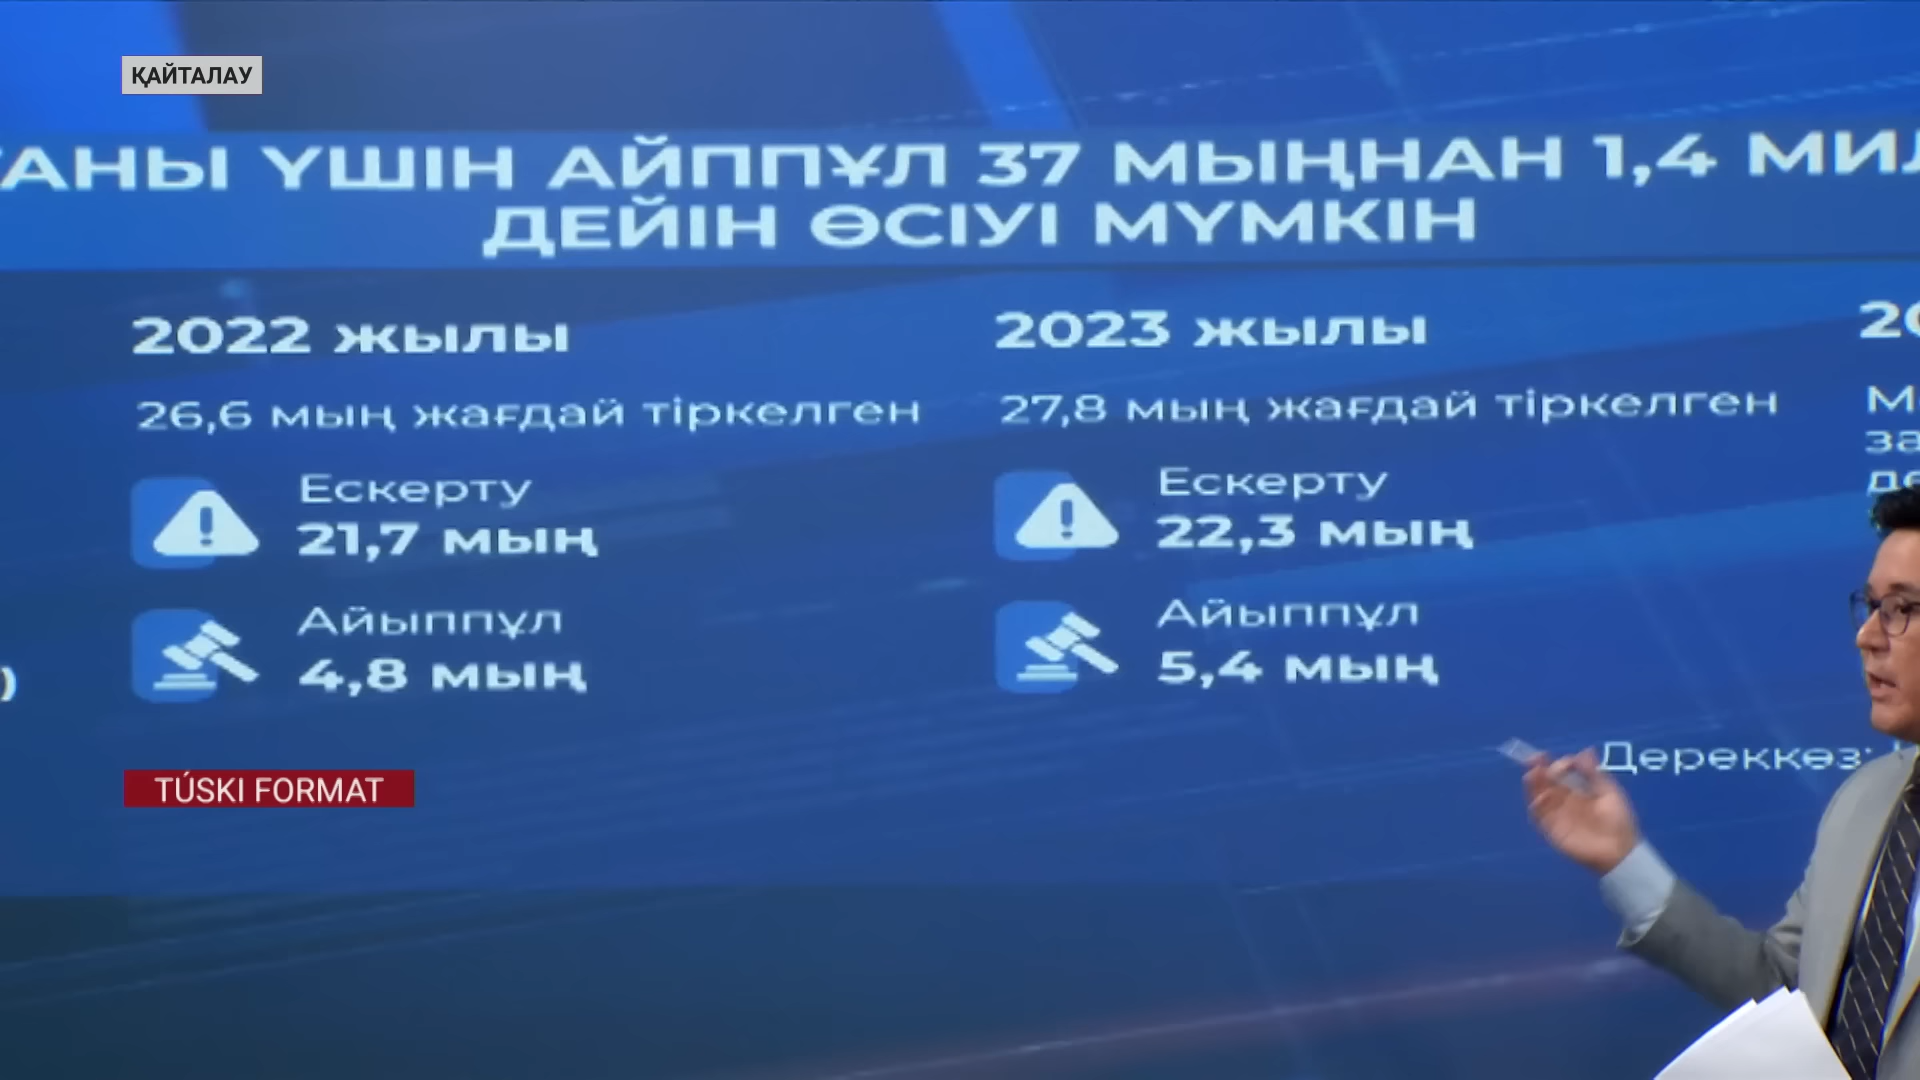 ҚАЙТАЛАУ
ҮШІН АЙППҰЛ 37 МЫҢНАН 1,4
ДЕЙІН ӨСІУІ МҮМКІН
2022 жылы
26,6 мың жағдай тіркелген
Ескерту
21,7 мың
Айыппұл
4,8 мың
2023 жылы
27,8 мың жағдай тіркелген
Ескерту
22,3 мың
Айыппұл
5,4 мың
Дереккөз:
TÚSKI FORMAT